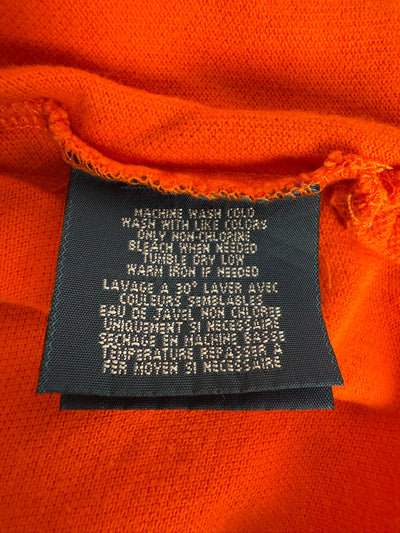 MACHINE WASH COLD
WASH WITH LIKE COLORS
ONLY NON-CHLORINE
BLEACH WHEN NEEDED
TUMBLE DRY LOW
WARM IRON IF NEEDED
LAVAGE A 30° LAVER AVEC
COULEURS SEMBLABLES
EAU DE JAVEL NON CHLOREE
UNIQUEMENT SI NECESSAIRE
SECHAGE EN MACHINE BASSE
TEMPERATURE REPASSER A
FER MOYEN SI NECESSAIRE